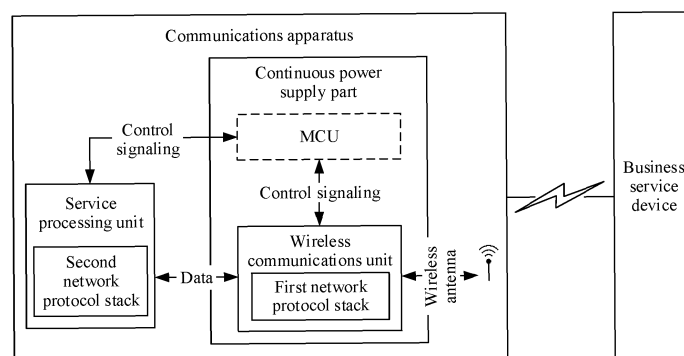 Communications apparatus
Continuous power
supply part
MCU
Control
signaling
Control signaling
Service
processing unit
Second
network
protocol stack
Data
Wireless
communications unit
First network
protocol stack
Wireless
antenna
Business
service
device